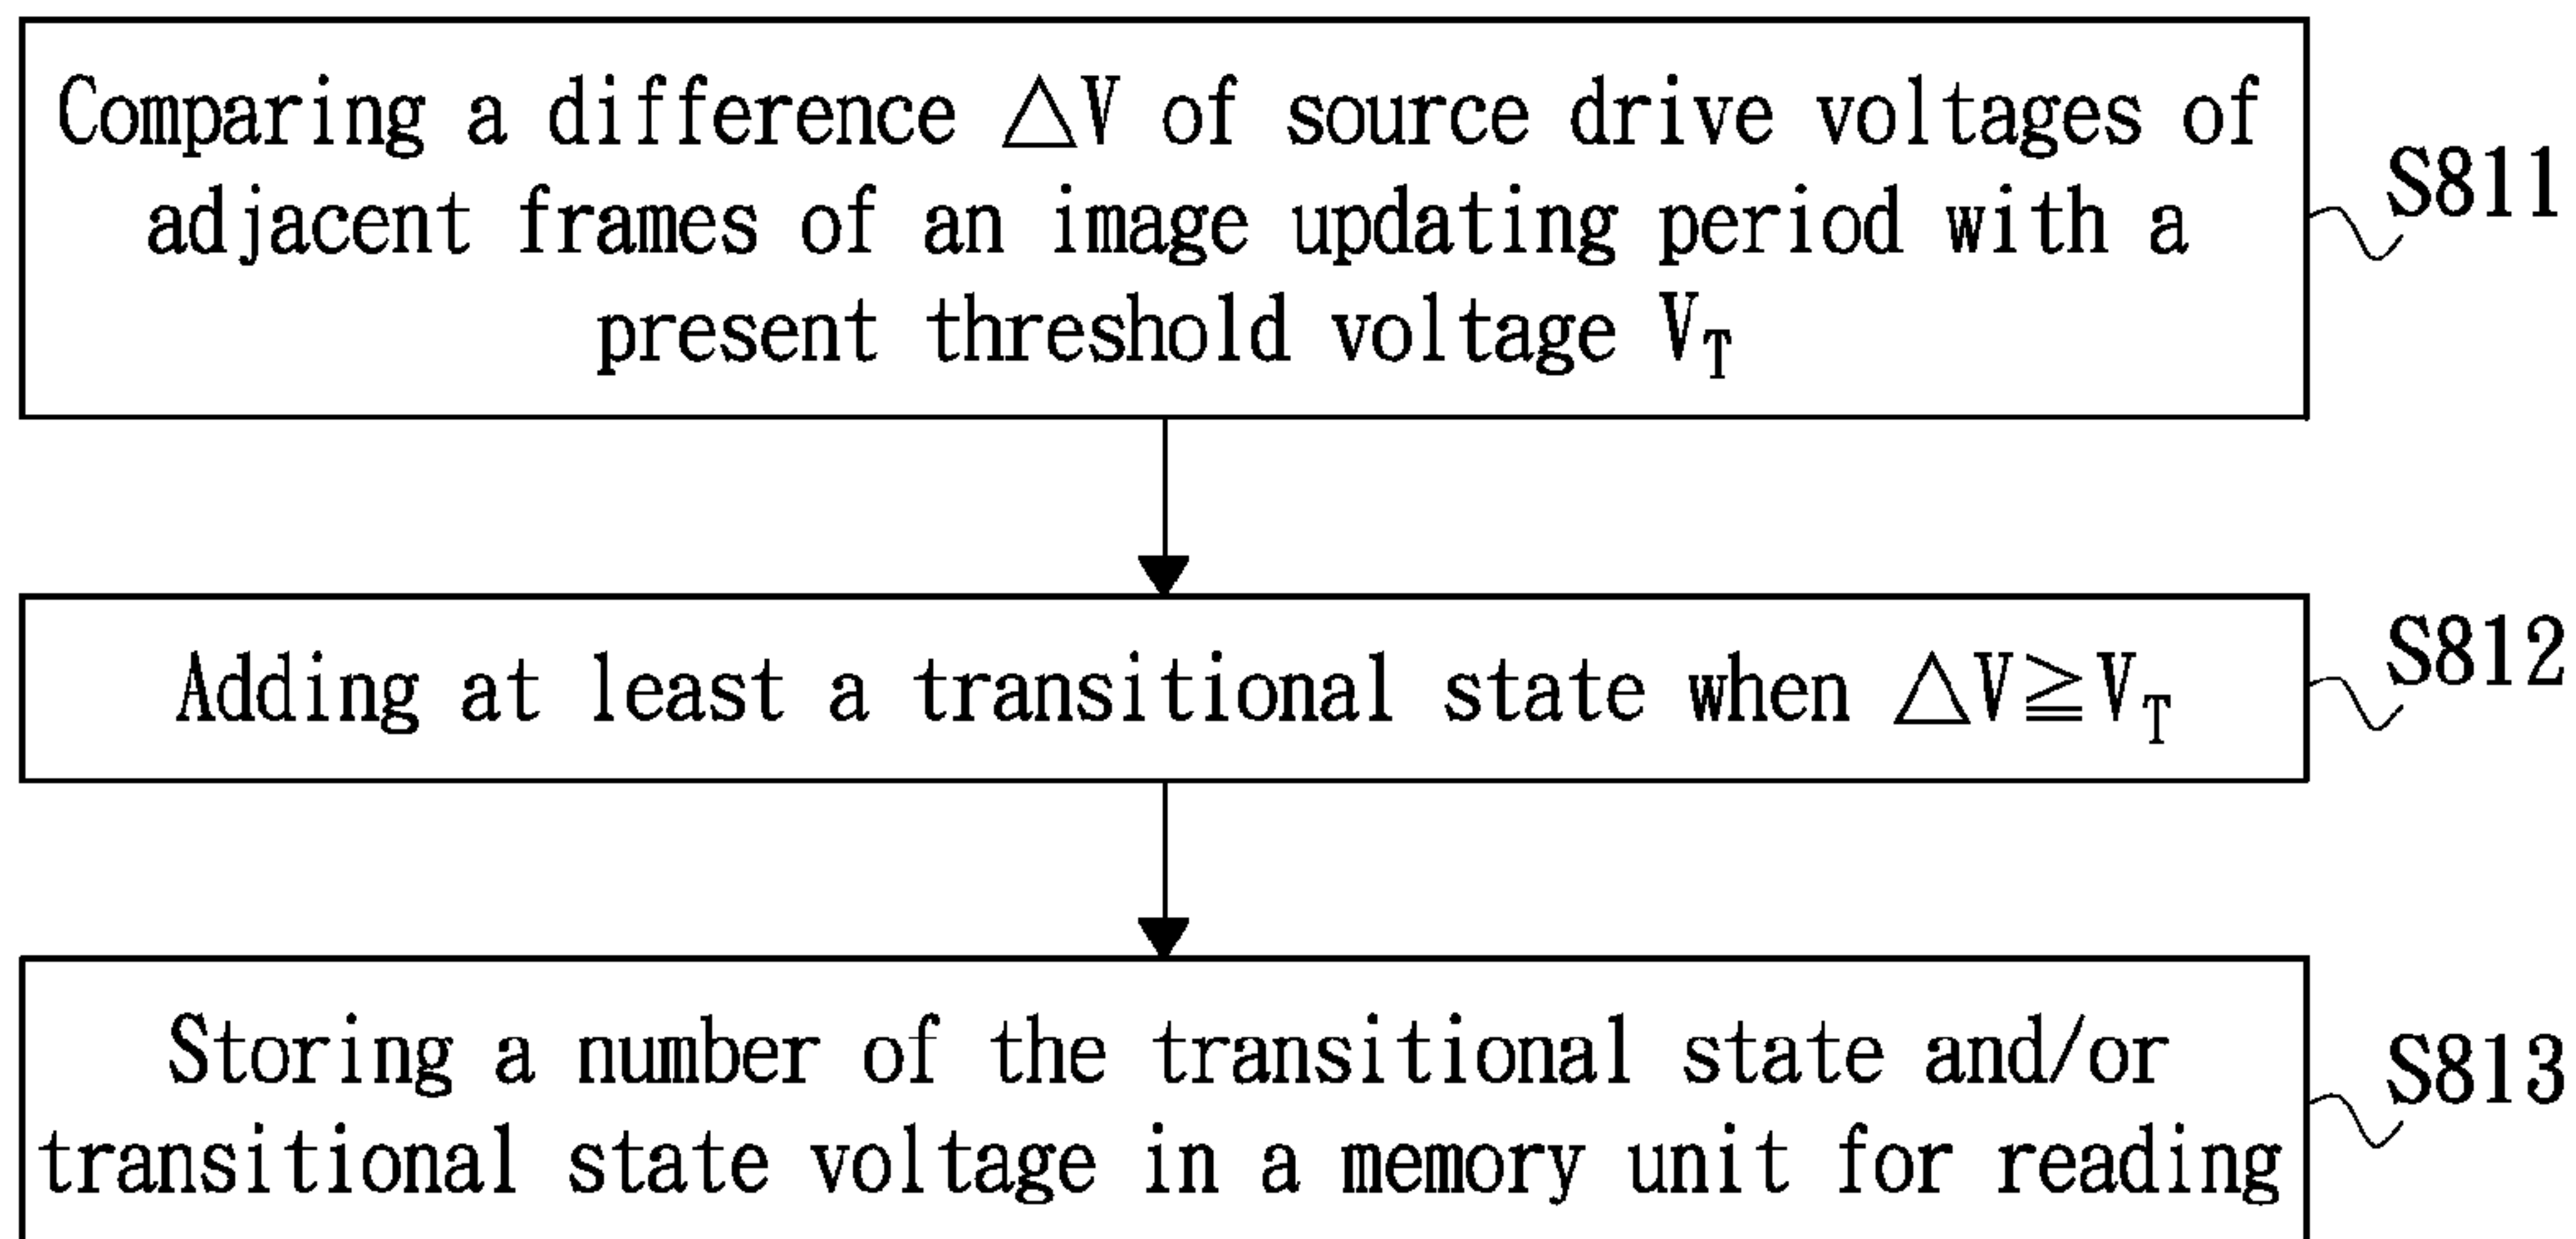 Comparing a difference △V of source drive voltages of
adjacent frames of an image updating period with a
present threshold voltage V_T
S811
Adding at least a transitional state when △V≧V_T
S812
Storing a number of the transitional state and/or
transitional state voltage in a memory unit for reading
S813